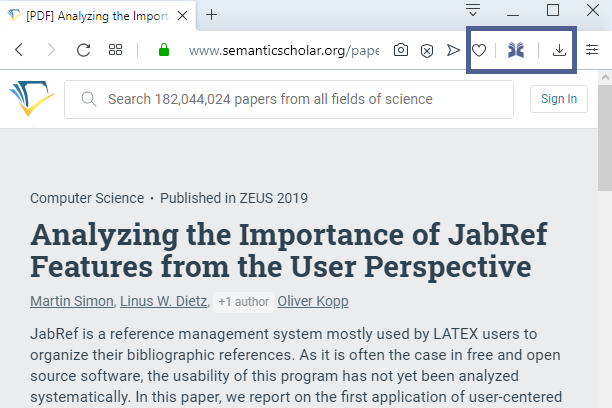 [PDF] Analyzing the Import
www.semanticscholar.org/pape
Search 182,044,024 papers from all fields of science
Sign In
Computer Science • Published in ZEUS 2019
Analyzing the Importance of JabRef
Features from the User Perspective
Martin Simon, Linus W. Dietz, +1 author Oliver Kopp
JabRef is a reference management system mostly used by LATEX users to
organize their bibliographic references. As it is often the case in free and open
source software, the usability of this program has not yet been analyzed
systematically. In this paper, we report on the first application of user-centered